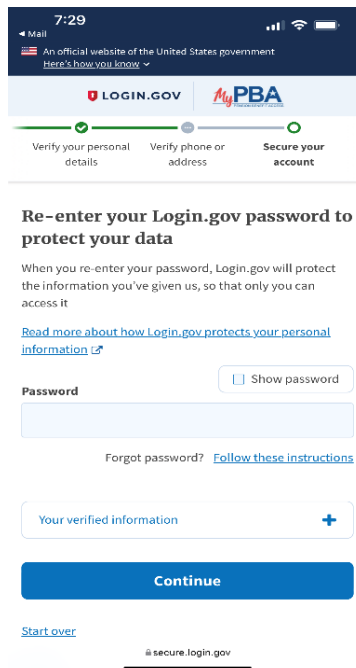 7:29
Mail
An official website of the United States government
Here's how you know
LOGIN.GOV
MyPBA
Verify your personal
details
Verify phone or
address
Secure your
account
Re-enter your Login.gov password to
protect your data
When you re-enter your password, Login.gov will protect
the information you've given us, so that only you can
access it
Read more about how Login.gov protects your personal
information
Show password
Password
Forgot password? Follow these instructions
Your verified information
Continue
Start over
secure.login.gov